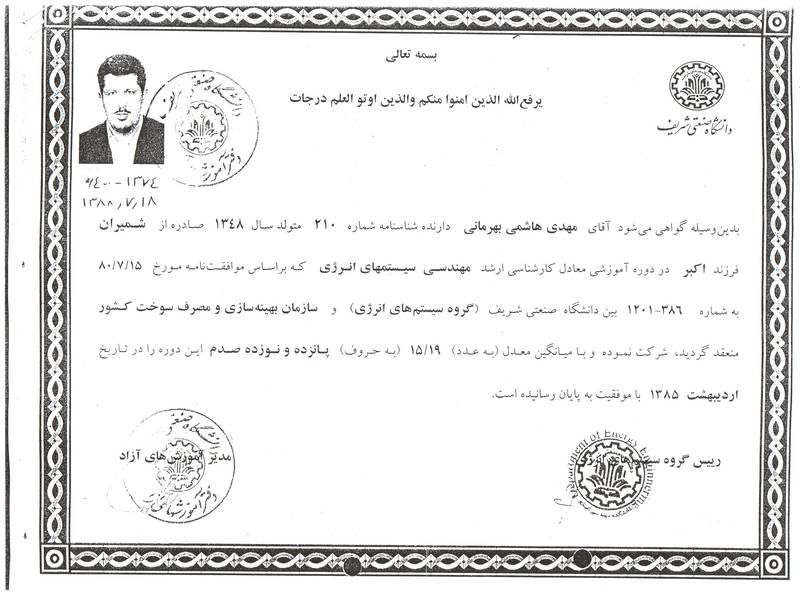 بسمه تعالی
یرفع‌الله الذین امنوا منکم والذین اوتو العلم درجات
دانشگاه صنعتی شریف
۹۴۰۰-۱۳۷۴
۱۳۸۸,۷,۱۸
بدین‌وسیله گواهی می‌شود آقای مهدی هاشمی بهرمانی دارنده شناسنامه شماره ۲۱۰ متولد سال ۱۳۴۸ صادره از شمیران
فرزند اکبر در دوره آموزشی معادل کارشناسی ارشد مهندسی سیستمهای انرژی که براساس موافقت‌نامه مورخ ۸۰/۷/۱۵
به شماره ۱۲۰۱-۳۸۶ بین دانشگاه صنعتی شریف (گروه سیستم‌های انرژی) و سازمان بهینه‌سازی و مصرف سوخت کشور
منعقد گردید، شرکت نموده و با میانگین معدل (به عدد) ۱۵/۱۹ (به حروف) پانزده و نوزده صدم این دوره را در تاریخ
اردیبهشت ۱۳۸۵ با موفقیت به پایان رسانیده است.
رییس گروه سیستم‌های انرژی
مدیر آموزش‌های آزاد
Department of Energy Engineering